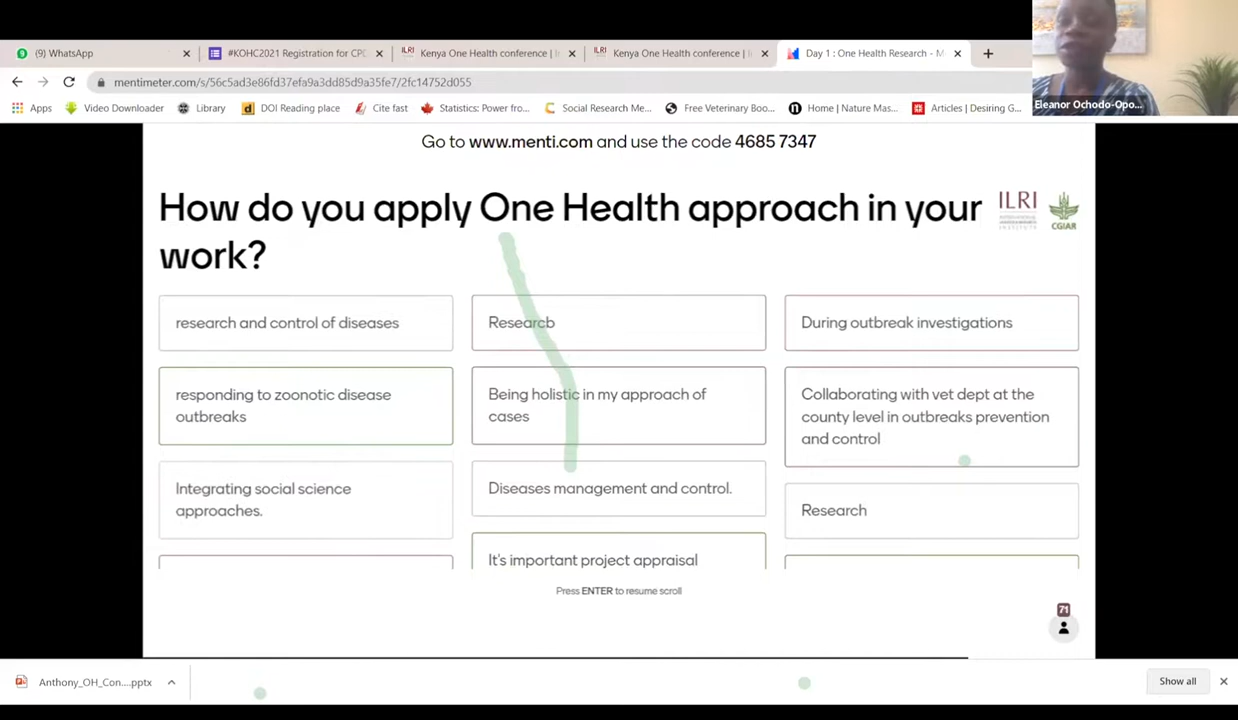 (9) WhatsApp
#KOHC2021 Registration for CPD
Kenya One Health conference | In
Kenya One Health conference | In
Day 1 : One Health Research - M
mentimeter.com/s/56c5ad3e86fd37efa9a3dd85d9a35fe7/2fc14752d055
Apps
Video Downloader
Library
DOI Reading place
Cite fast
Statistics: Power fro...
Social Research Me...
Free Veterinary Boo...
Home | Nature Mas...
Articles | Desiring G...
Eleanor Ochodo-Opo...
Go to www.menti.com and use the code 4685 7347
How do you apply One Health approach in your
work?
ILRI
INTERNATIONAL
LIVESTOCK RESEARCH
INSTITUTE
CGIAR
research and control of diseases
Researcb
During outbreak investigations
responding to zoonotic disease
outbreaks
Being holistic in my approach of
cases
Collaborating with vet dept at the
county level in outbreaks prevention
and control
Integrating social science
approaches.
Diseases management and control.
Research
It's important project appraisal
Press ENTER to resume scroll
71
Anthony_OH_Con....pptx
Show all